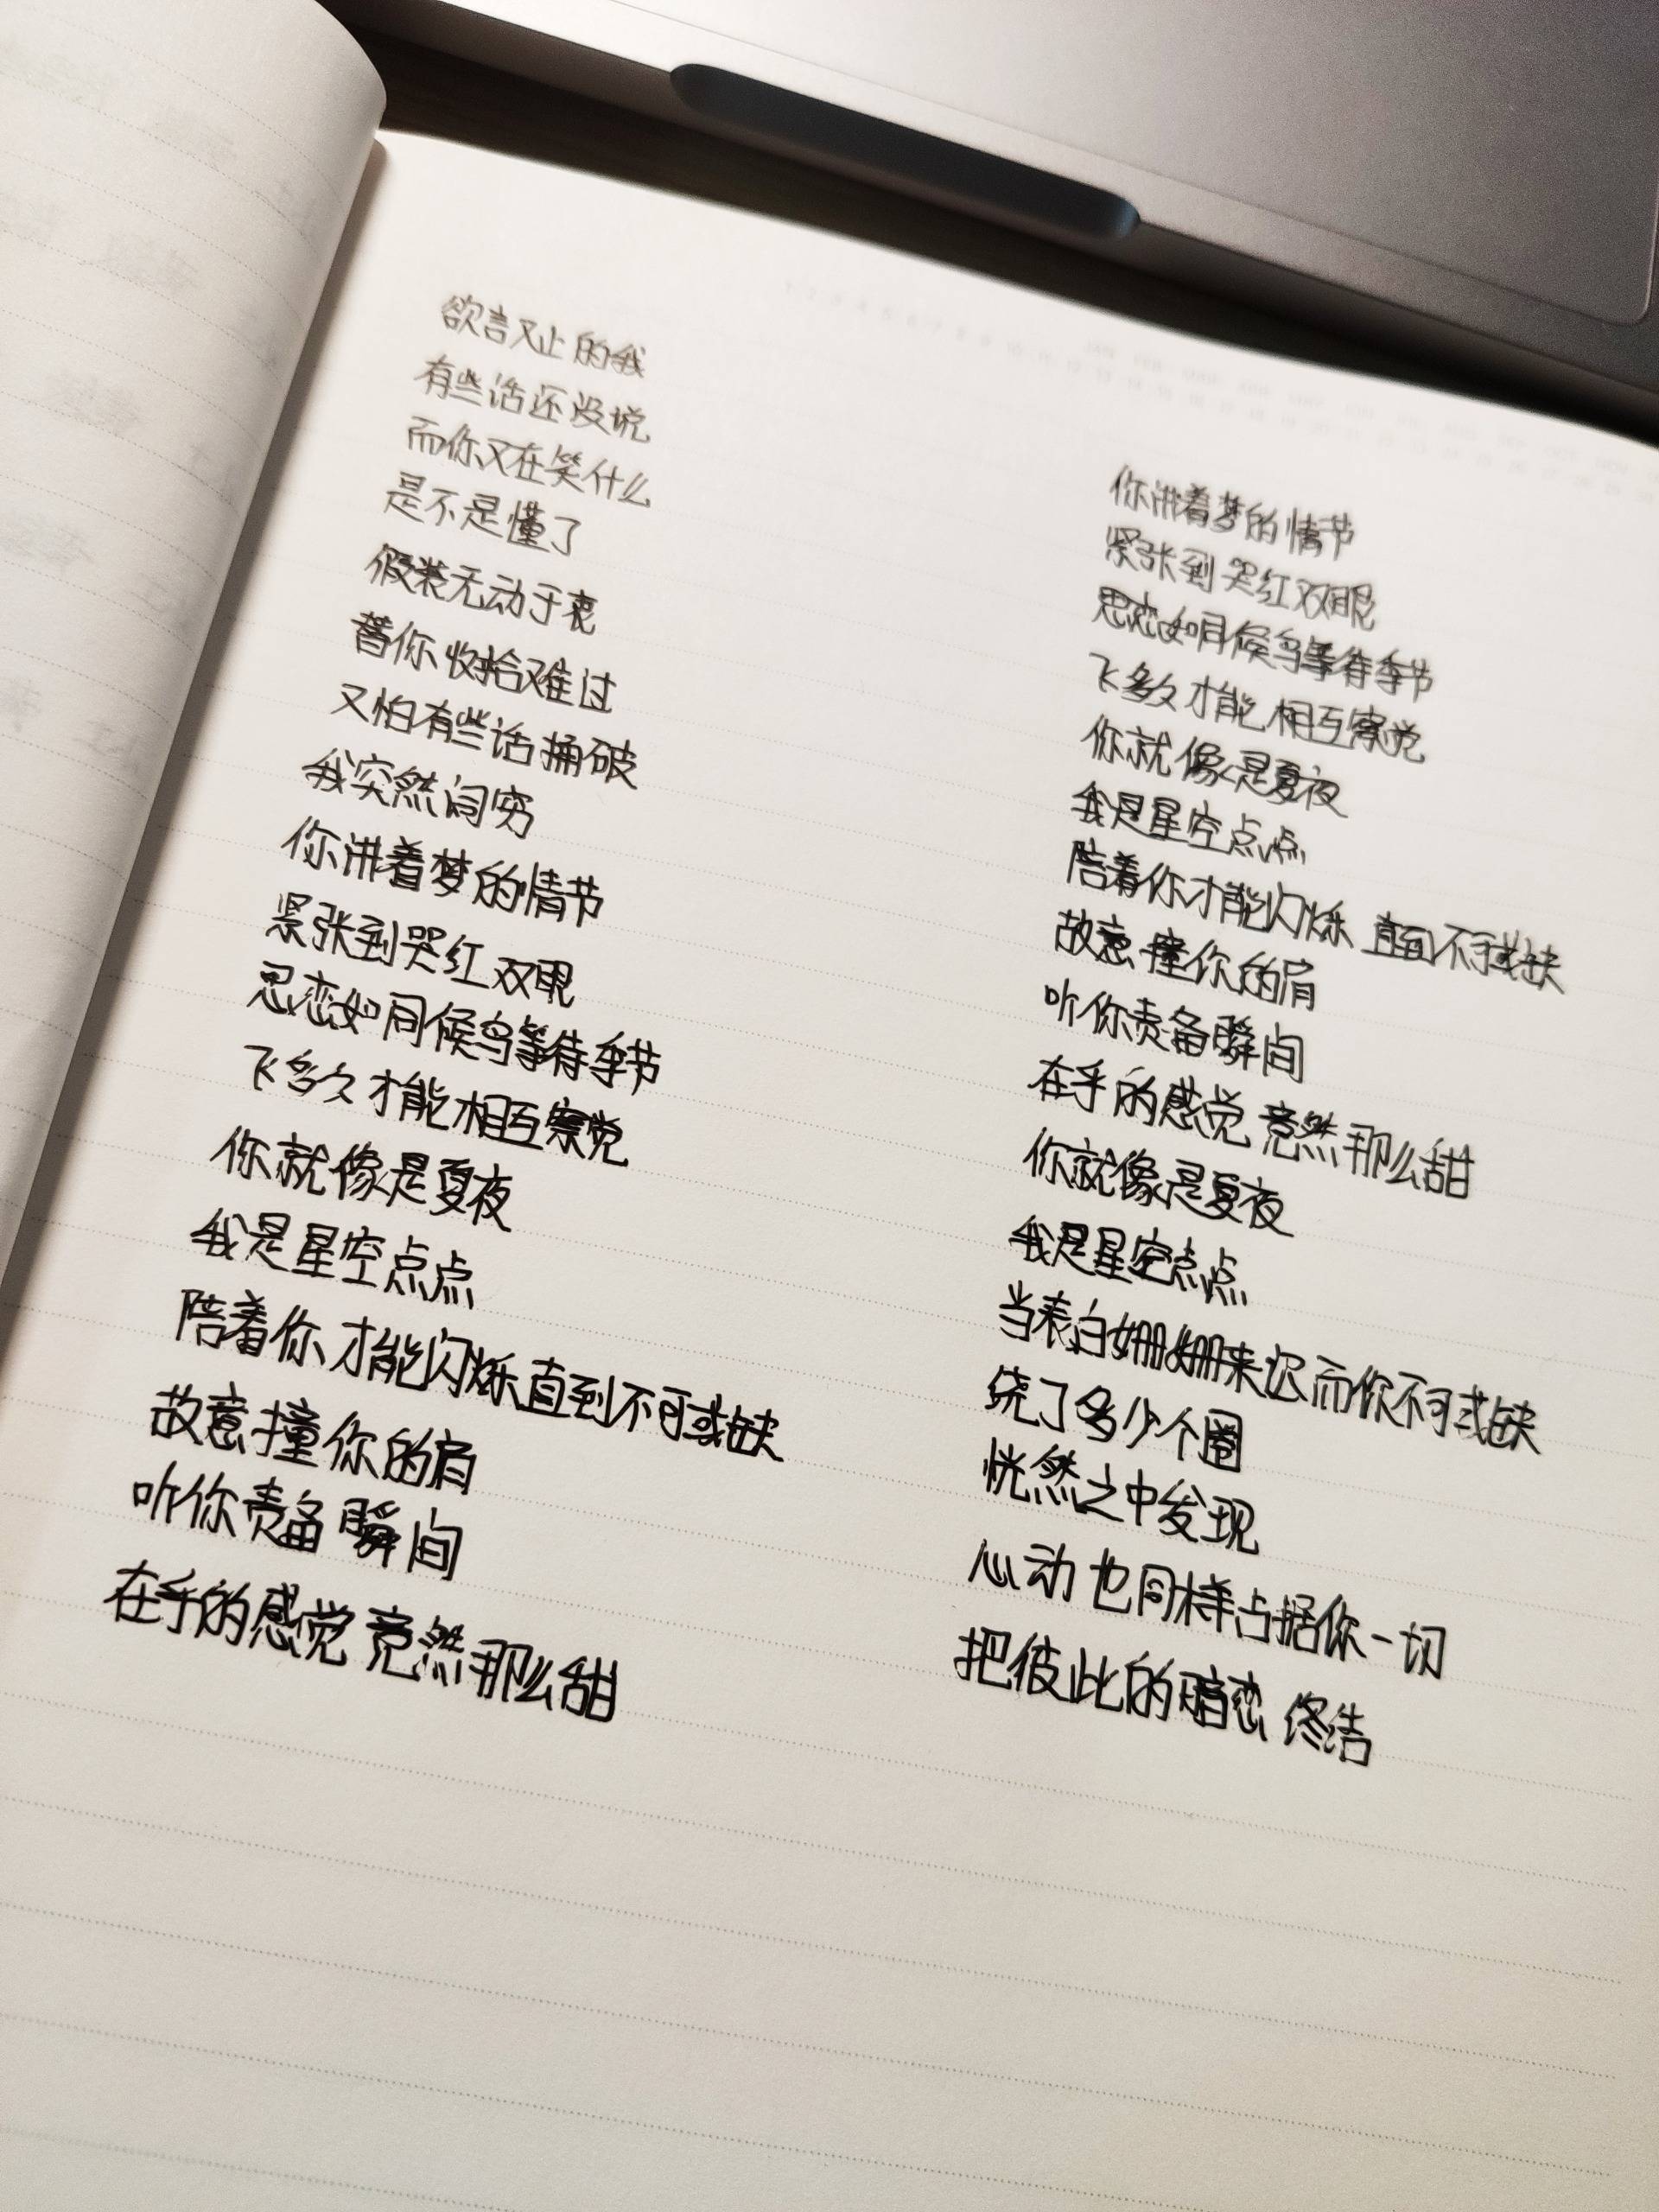 欲言又止的我
有些话还没说
而你又在笑什么
是不是懂了
假装无动于衷
替你收拾难过
又怕有些话捅破
我突然词穷
你讲着梦的情节
紧张到哭红双眼
思恋如同候鸟等待季节
飞多久才能相互察觉
你就像是夏夜
我是星空点点
陪着你才能闪烁直到不可或缺
故意撞你的肩
听你责备瞬间
在乎的感觉竟然那么甜
你讲着梦的情节
紧张到哭红双眼
思恋如同候鸟等待季节
飞多久才能相互察觉
你就像是夏夜
我是星空点点
陪着你才能闪烁 直到不可或缺
故意撞你的肩
听你责备瞬间
在乎的感觉竟然那么甜
你就像是夏夜
我是星空点点
当表白姗姗来迟而你不可或缺
绕了多少个圈
恍然之中发现
心动也同样占据你一切
把彼此的暗恋 终结